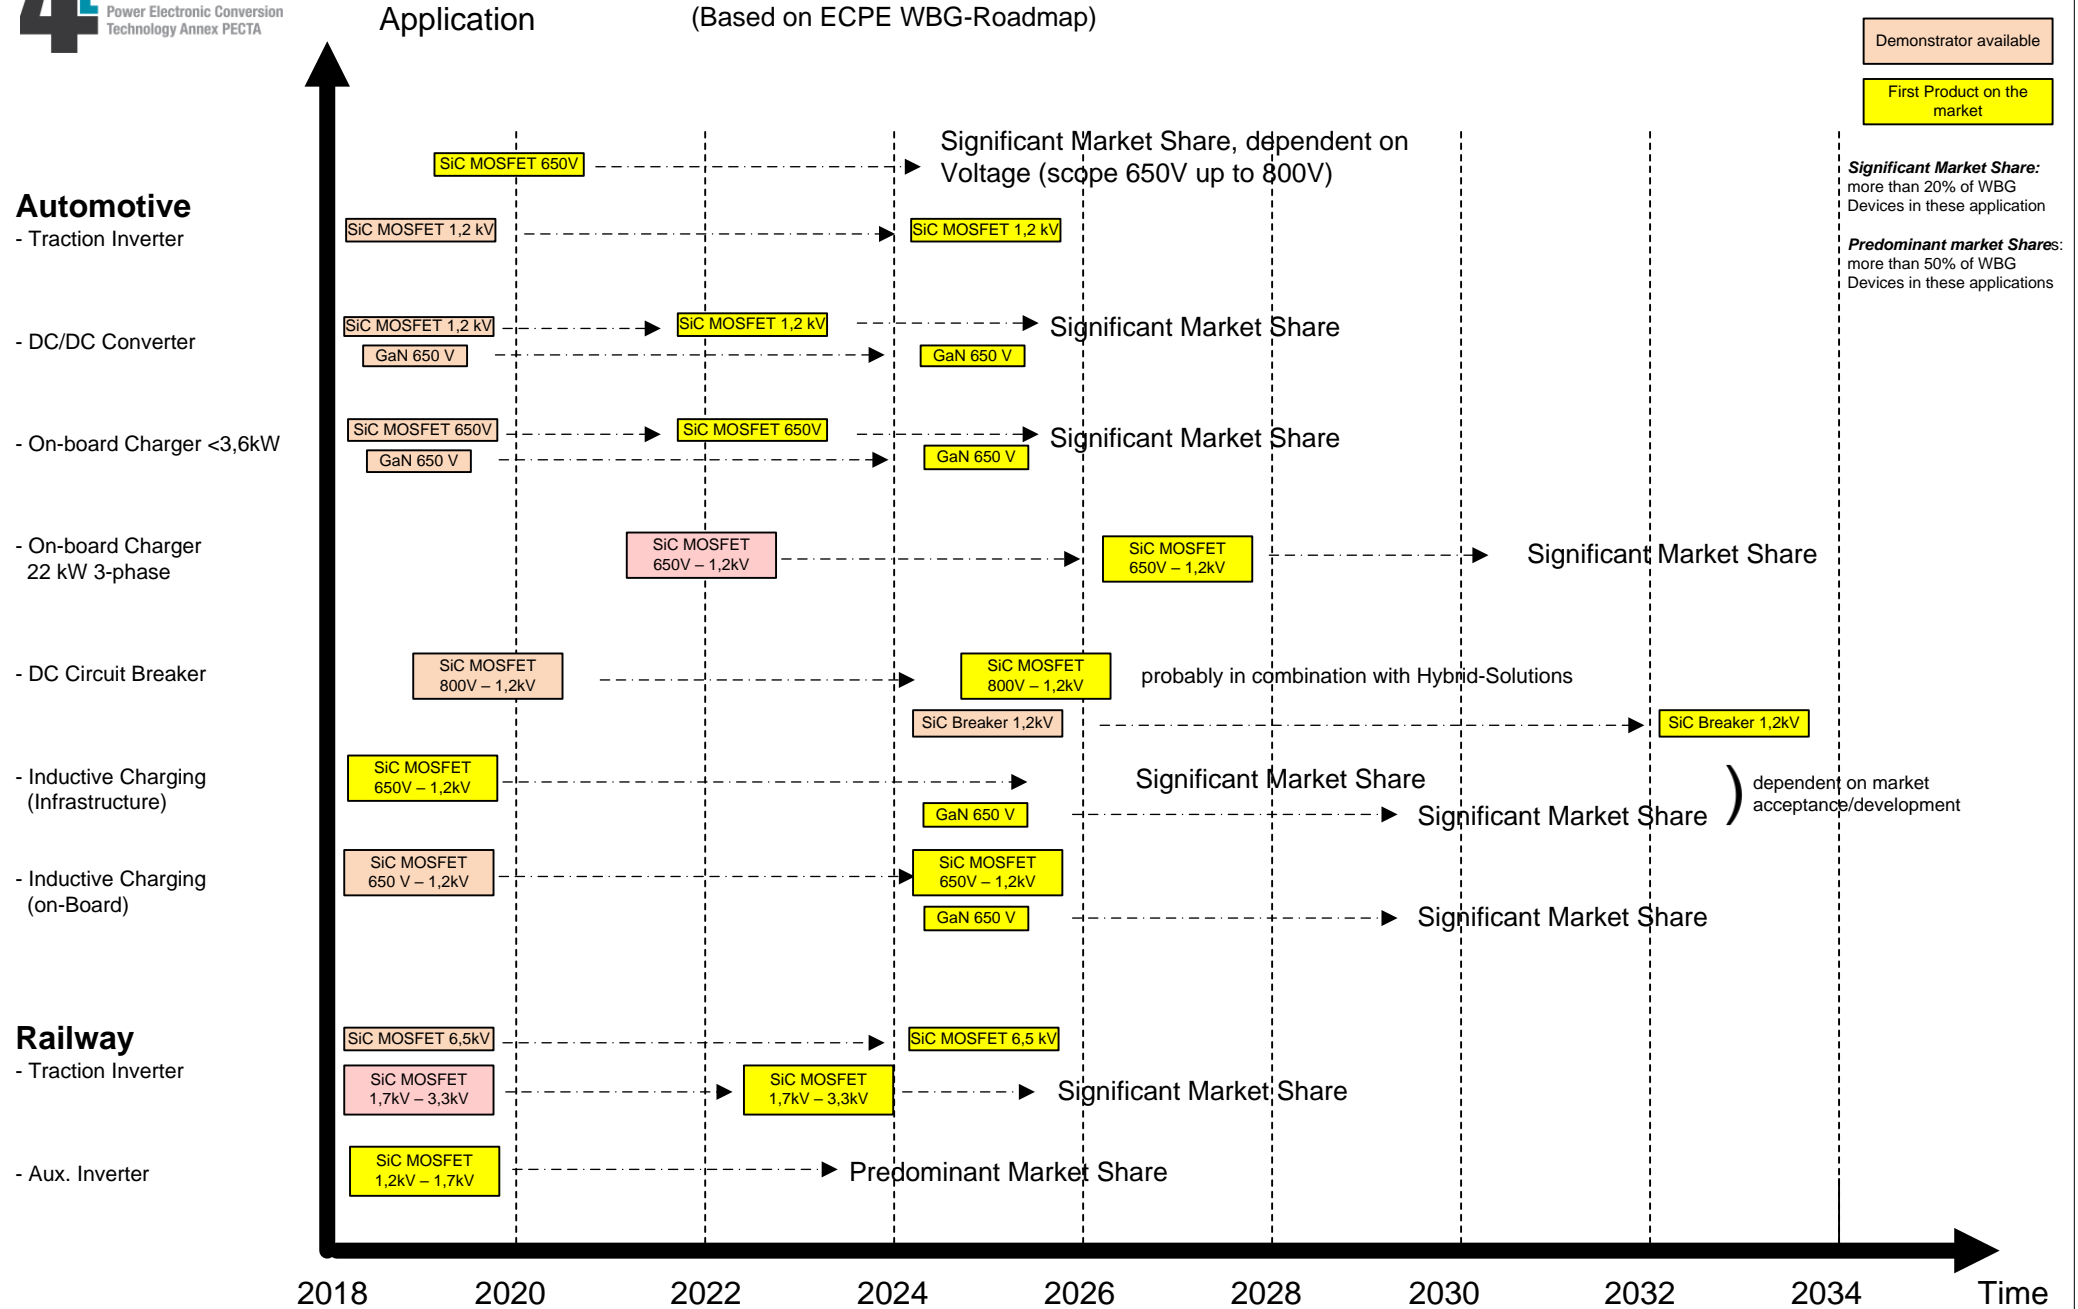 4E
Power Electronic Conversion
Technology Annex PECTA
Application
(Based on ECPE WBG-Roadmap)
Demonstrator available
First Product on the
market
Significant Market Share:
more than 20% of WBG
Devices in these application
Predominant market Shares:
more than 50% of WBG
Devices in these applications
SiC MOSFET 650V
Significant Market Share, dependent on
Voltage (scope 650V up to 800V)
Automotive
- Traction Inverter
SiC MOSFET 1,2 kV
SiC MOSFET 1,2 kV
- DC/DC Converter
SiC MOSFET 1,2 kV
SiC MOSFET 1,2 kV
Significant Market Share
GaN 650 V
GaN 650 V
- On-board Charger <3,6kW
SiC MOSFET 650V
SiC MOSFET 650V
Significant Market Share
GaN 650 V
GaN 650 V
- On-board Charger
22 kW 3-phase
SiC MOSFET
650V – 1,2kV
SiC MOSFET
650V – 1,2kV
Significant Market Share
- DC Circuit Breaker
SiC MOSFET
800V – 1,2kV
SiC MOSFET
800V – 1,2kV
probably in combination with Hybrid-Solutions
SiC Breaker 1,2kV
SiC Breaker 1,2kV
- Inductive Charging
(Infrastructure)
SiC MOSFET
650V – 1,2kV
Significant Market Share
GaN 650 V
Significant Market Share
) dependent on market
acceptance/development
- Inductive Charging
(on-Board)
SiC MOSFET
650 V – 1,2kV
SiC MOSFET
650V – 1,2kV
GaN 650 V
Significant Market Share
Railway
- Traction Inverter
SiC MOSFET 6,5kV
SiC MOSFET 6,5 kV
SiC MOSFET
1,7kV – 3,3kV
SiC MOSFET
1,7kV – 3,3kV
Significant Market Share
- Aux. Inverter
SiC MOSFET
1,2kV – 1,7kV
Predominant Market Share
2018 2020 2022 2024 2026 2028 2030 2032 2034 Time